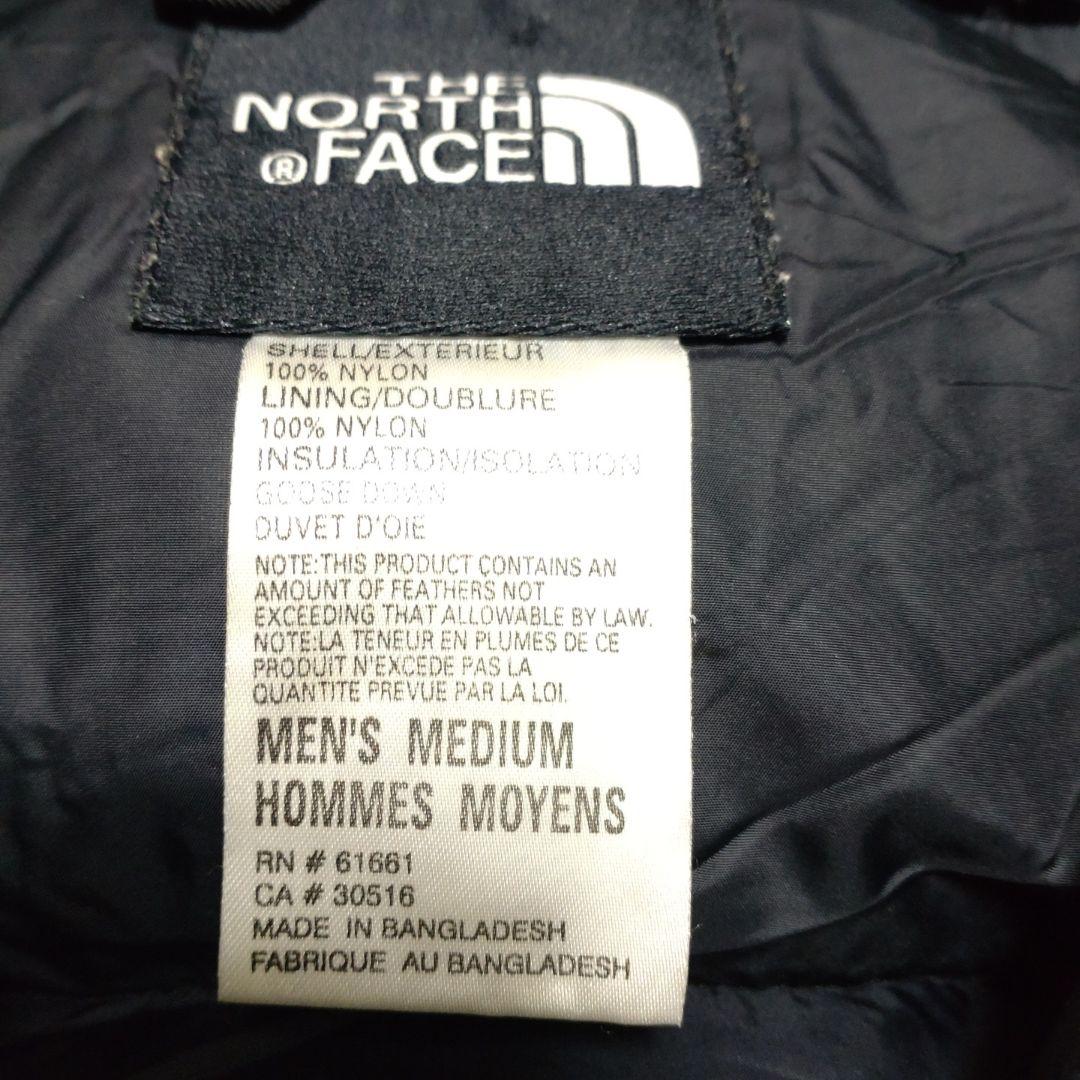 THE
NORTH
®FACE
SHELL/EXTERIEUR
100% NYLON
LINING/DOUBLURE
100% NYLON
INSULATION/ISOLATION
GOOSE DOWN
DUVET D'OIE
NOTE:THIS PRODUCT CONTAINS AN
AMOUNT OF FEATHERS NOT
EXCEEDING THAT ALLOWABLE BY LAW.
NOTE:LA TENEUR EN PLUMES DE CE
PRODUIT N'EXCEDE PAS LA
QUANTITE PREVUE PAR LA LOI.
MEN'S MEDIUM
HOMMES MOYENS
RN # 61661
CA # 30516
MADE IN BANGLADESH
FABRIQUE AU BANGLADESH